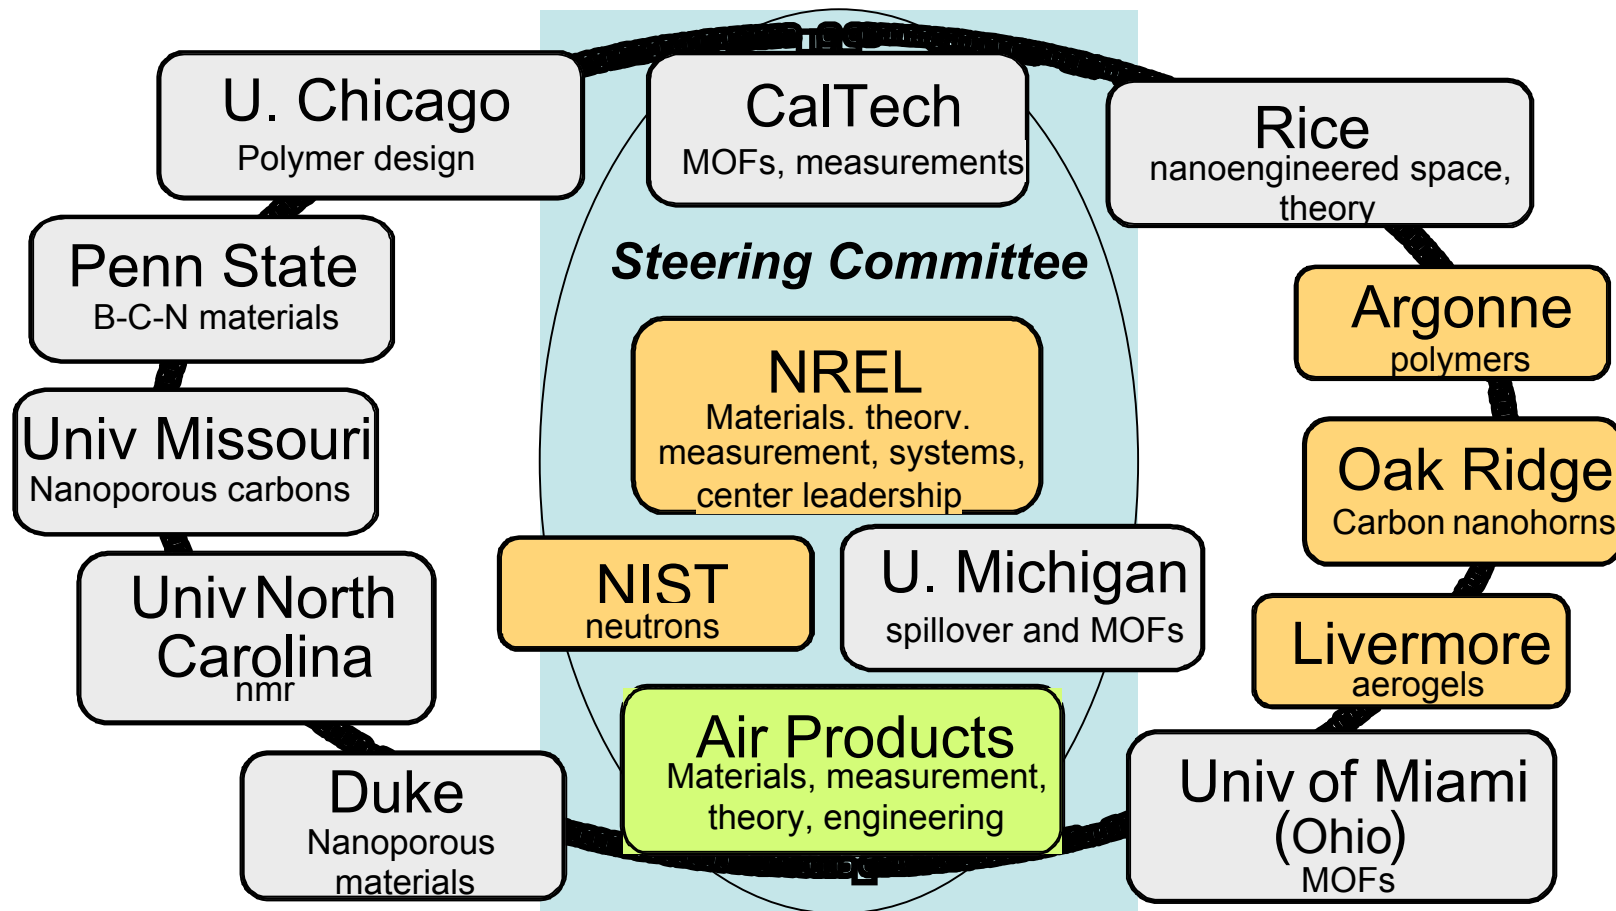 U. Chicago
Polymer design
CalTech
MOFs, measurements
Rice
nanoengineered space,
theory
Penn State
B-C-N materials
Steering Committee
Argonne
polymers
NREL
Materials. theorv.
measurement, systems,
center leadership
Univ Missouri
Nanoporous carbons
Oak Ridge
Carbon nanohorns
Univ North
Carolina
nmr
NIST
neutrons
U. Michigan
spillover and MOFs
Livermore
aerogels
Air Products
Materials, measurement,
theory, engineering
Duke
Nanoporous
materials
Univ of Miami
(Ohio)
MOFs